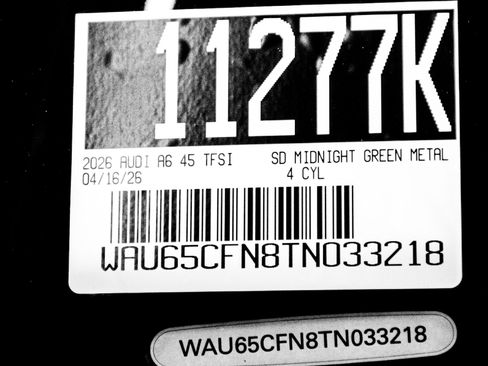 11277K
2026 AUDI A6 45 TFSI SD MIDNIGHT GREEN METAL
04/16/26 4 CYL
WAU65CFN8TN033218
WAU65CFN8TN033218